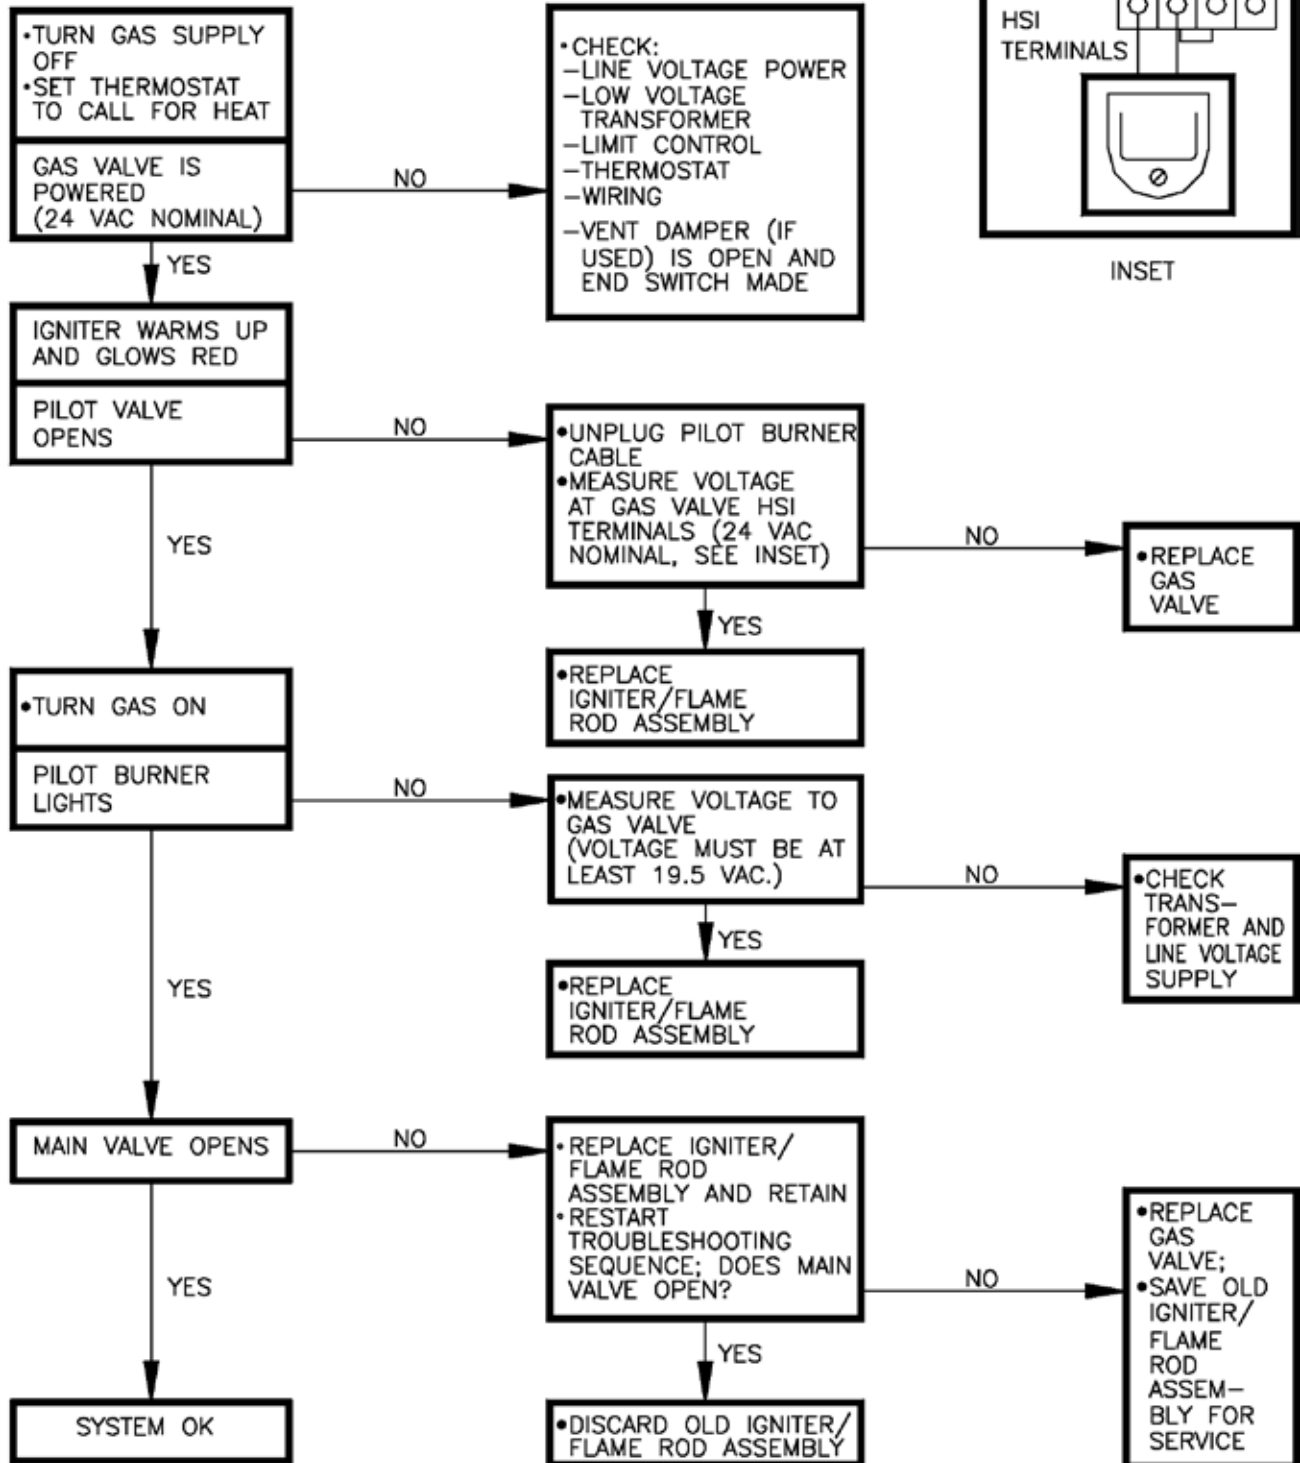 •TURN GAS SUPPLY
OFF
•SET THERMOSTAT
TO CALL FOR HEAT
GAS VALVE IS
POWERED
(24 VAC NOMINAL)
NO
•CHECK:
–LINE VOLTAGE POWER
–LOW VOLTAGE
TRANSFORMER
–LIMIT CONTROL
–THERMOSTAT
–WIRING
–VENT DAMPER (IF
USED) IS OPEN AND
END SWITCH MADE
HSI
TERMINALS
INSET
YES
IGNITER WARMS UP
AND GLOWS RED
PILOT VALVE
OPENS
NO
•UNPLUG PILOT BURNER
CABLE
•MEASURE VOLTAGE
AT GAS VALVE HSI
TERMINALS (24 VAC
NOMINAL, SEE INSET)
NO
•REPLACE
GAS
VALVE
YES
•REPLACE
IGNITER/FLAME
ROD ASSEMBLY
YES
•TURN GAS ON
PILOT BURNER
LIGHTS
NO
•MEASURE VOLTAGE TO
GAS VALVE
(VOLTAGE MUST BE AT
LEAST 19.5 VAC.)
NO
•CHECK
TRANS–
FORMER AND
LINE VOLTAGE
SUPPLY
YES
•REPLACE
IGNITER/FLAME
ROD ASSEMBLY
YES
MAIN VALVE OPENS
NO
•REPLACE IGNITER/
FLAME ROD
ASSEMBLY AND RETAIN
•RESTART
TROUBLESHOOTING
SEQUENCE; DOES MAIN
VALVE OPEN?
NO
•REPLACE
GAS
VALVE;
•SAVE OLD
IGNITER/
FLAME
ROD
ASSEM–
BLY FOR
SERVICE
YES
•DISCARD OLD IGNITER/
FLAME ROD ASSEMBLY
YES
SYSTEM OK